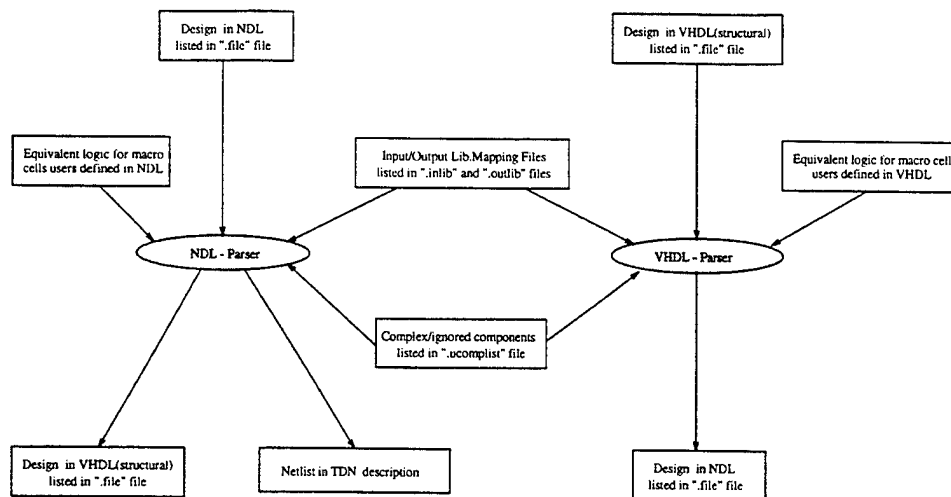 Design in NDL
listed in ".file" file
Design in VHDL(structural)
listed in ".file" file
Equivalent logic for macro
cells users defined in NDL
Input/Output Lib.Mapping Files
listed in ".inlib" and ".outlib" files
Equivalent logic for macro cell
users defined in VHDL
NDL - Parser
VHDL - Parser
Complex/ignored components
listed in ".ucomplist" file
Design in VHDL(structural)
listed in ".file" file
Netlist in TDN description
Design in NDL
listed in ".file" file